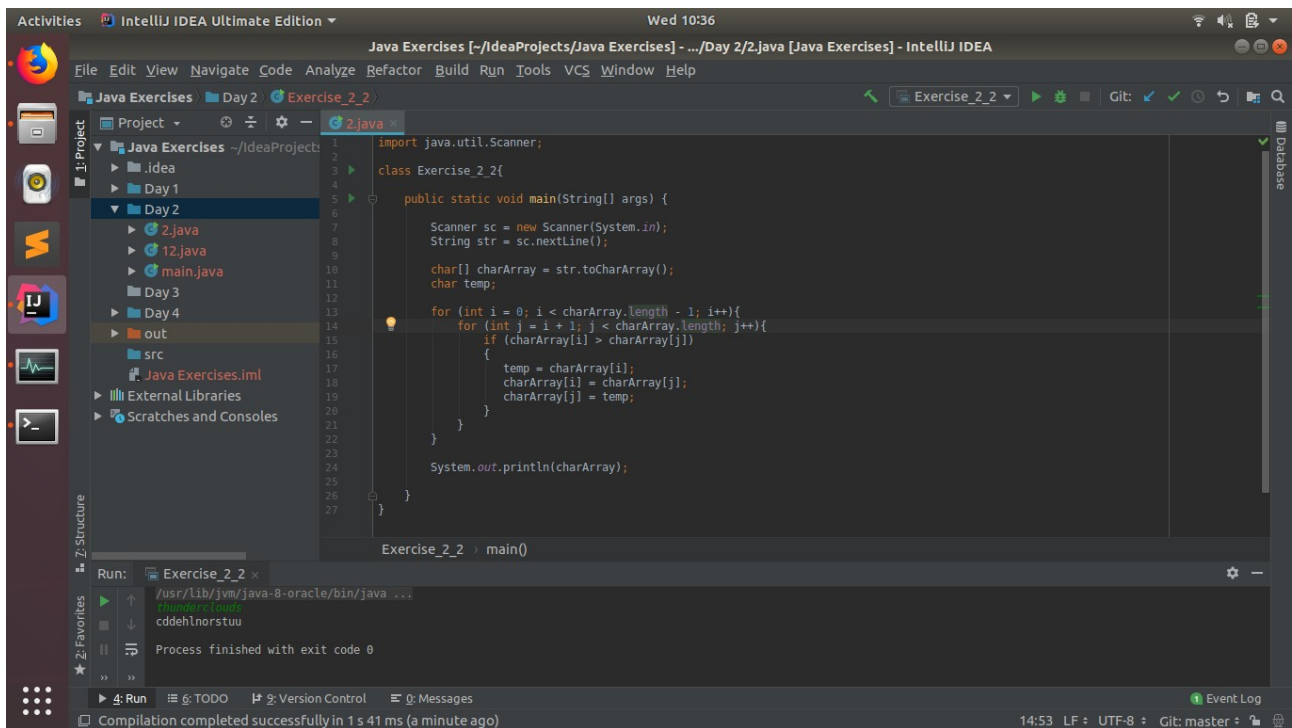 Activities IntelliJ IDEA Ultimate Edition Wed 10:36
Java Exercises [~/IdeaProjects/Java Exercises] - .../Day 2/2.java [Java Exercises] - IntelliJ IDEA
File Edit View Navigate Code Analyze Refactor Build Run Tools VCS Window Help
Java Exercises Day 2 Exercise_2_2 Exercise_2_2 Git:
1: Project
Project
2.java
Java Exercises ~/IdeaProjects
.idea
Day 1
Day 2
2.java
12.java
main.java
Day 3
Day 4
out
src
Java Exercises.iml
External Libraries
Scratches and Consoles
1 import java.util.Scanner;
2
3 class Exercise_2_2{
4
5 public static void main(String[] args) {
6
7 Scanner sc = new Scanner(System.in);
8 String str = sc.nextLine();
9
10 char[] charArray = str.toCharArray();
11 char temp;
12
13 for (int i = 0; i < charArray.length - 1; i++){
14 for (int j = i + 1; j < charArray.length; j++){
15 if (charArray[i] > charArray[j])
16 {
17 temp = charArray[i];
18 charArray[i] = charArray[j];
19 charArray[j] = temp;
20 }
21 }
22 }
23
24 System.out.println(charArray);
25
26 }
27 }
Database
Exercise_2_2 › main()
7: Structure
2: Favorites
Run: Exercise_2_2
/usr/lib/jvm/java-8-oracle/bin/java ...
thunderclouds
cddehlnorstuu
Process finished with exit code 0
4: Run 6: TODO 9: Version Control 0: Messages 1 Event Log
Compilation completed successfully in 1 s 41 ms (a minute ago) 14:53 LF UTF-8 Git: master